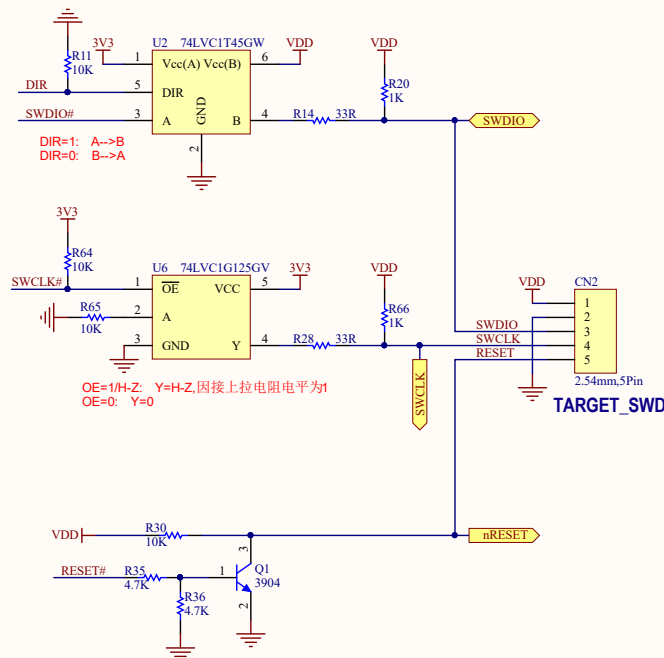 U2 74LVC1T45GW
3V3
VDD
VDD
R11
10K
1
Vcc(A) Vcc(B)
6
R20
1K
DIR
5
DIR
SWDIO#
3
A
GND
B
4
R14
33R
SWDIO
2
DIR=1: A-->B
DIR=0: B-->A
3V3
R64
10K
U6 74LVC1G125GV
3V3
VDD
SWCLK#
1
OE
VCC
5
R65
10K
2
A
R66
1K
3
GND
Y
4
R28
33R
SWCLK
OE=1/H-Z: Y=H-Z,因接上拉电阻电平为1
OE=0: Y=0
VDD
CN2
1
2
SWDIO
3
SWCLK
4
RESET
5
2.54mm,5Pin
TARGET_SWD
VDD
R30
10K
nRESET
3
RESET#
R35
4.7K
1
Q1
3904
R36
4.7K
2